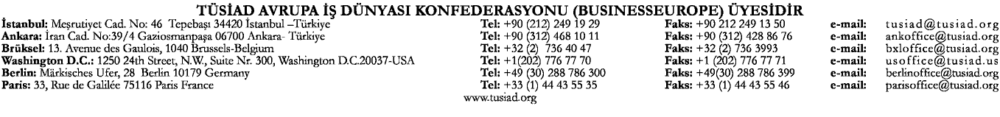 TÜSİAD AVRUPA İŞ DÜNYASI KONFEDERASYONU (BUSINESSEUROPE) ÜYESİDİR
İstanbul: Meşrutiyet Cad. No: 46 Tepebaşı 34420 İstanbul –Türkiye Tel: +90 (212) 249 19 29 Faks: +90 212 249 13 50 e-mail: tusiad@tusiad.org
Ankara: İran Cad. No:39/4 Gaziosmanpaşa 06700 Ankara- Türkiye Tel: +90 (312) 468 10 11 Faks: +90 (312) 428 86 76 e-mail: ankoffice@tusiad.org
Brüksel: 13. Avenue des Gaulois, 1040 Brussels-Belgium Tel: +32 (2) 736 40 47 Faks: +32 (2) 736 3993 e-mail: bxloffice@tusiad.org
Washington D.C.: 1250 24th Street, N.W., Suite Nr. 300, Washington D.C.20037-USA Tel: +1(202) 776 77 70 Faks: +1 (202) 776 77 71 e-mail: usoffice@tusiad.us
Berlin: Märkisches Ufer, 28 Berlin 10179 Germany Tel: +49 (30) 288 786 300 Faks: +49(30) 288 786 399 e-mail: berlinoffice@tusiad.org
Paris: 33, Rue de Galilée 75116 Paris France Tel: +33 (1) 44 43 55 35 Faks: +33 (1) 44 43 55 46 e-mail: parisoffice@tusiad.org
www.tusiad.org